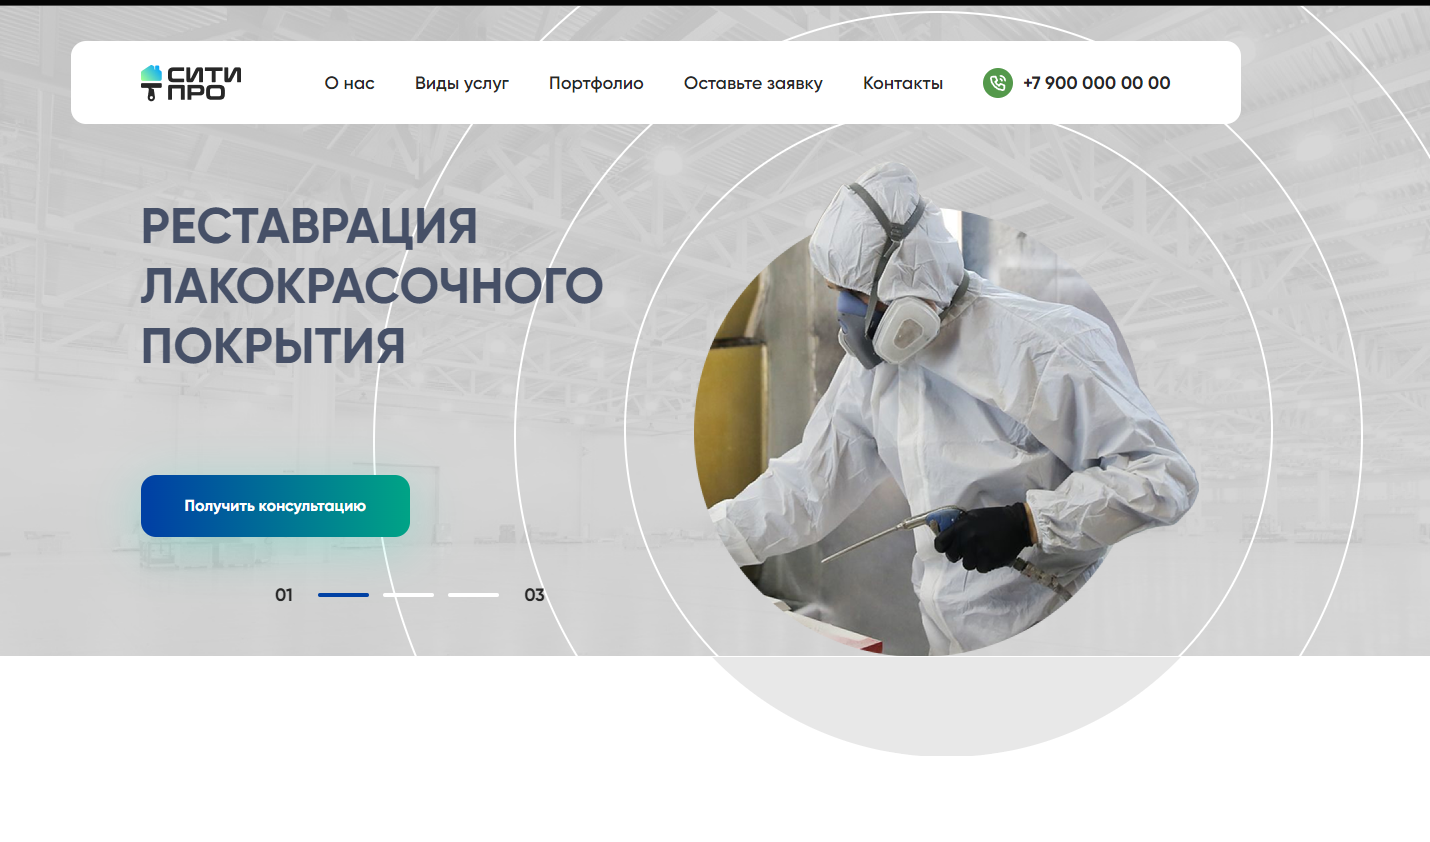 СИТИ
ПРО
О нас
Виды услуг
Портфолио
Оставьте заявку
Контакты
+7 900 000 00 00
РЕСТАВРАЦИЯ
ЛАКОКРАСОЧНОГО
ПОКРЫТИЯ
Получить консультацию
01
03